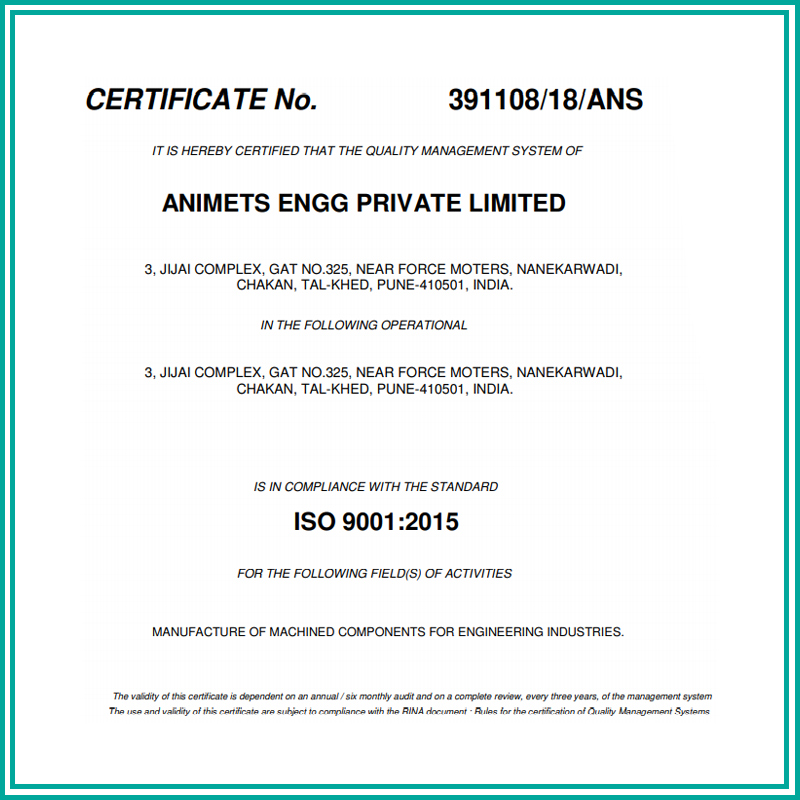 CERTIFICATE No. 391108/18/ANS
IT IS HEREBY CERTIFIED THAT THE QUALITY MANAGEMENT SYSTEM OF
ANIMETS ENGG PRIVATE LIMITED
3, JIJAI COMPLEX, GAT NO.325, NEAR FORCE MOTERS, NANEKARWADI,
CHAKAN, TAL-KHED, PUNE-410501, INDIA.
IN THE FOLLOWING OPERATIONAL
3, JIJAI COMPLEX, GAT NO.325, NEAR FORCE MOTERS, NANEKARWADI,
CHAKAN, TAL-KHED, PUNE-410501, INDIA.
IS IN COMPLIANCE WITH THE STANDARD
ISO 9001:2015
FOR THE FOLLOWING FIELD(S) OF ACTIVITIES
MANUFACTURE OF MACHINED COMPONENTS FOR ENGINEERING INDUSTRIES.
The validity of this certificate is dependent on an annual / six monthly audit and on a complete review, every three years, of the management system
The use and validity of this certificate are subject to compliance with the RINA document : Rules for the certification of Quality Management Systems